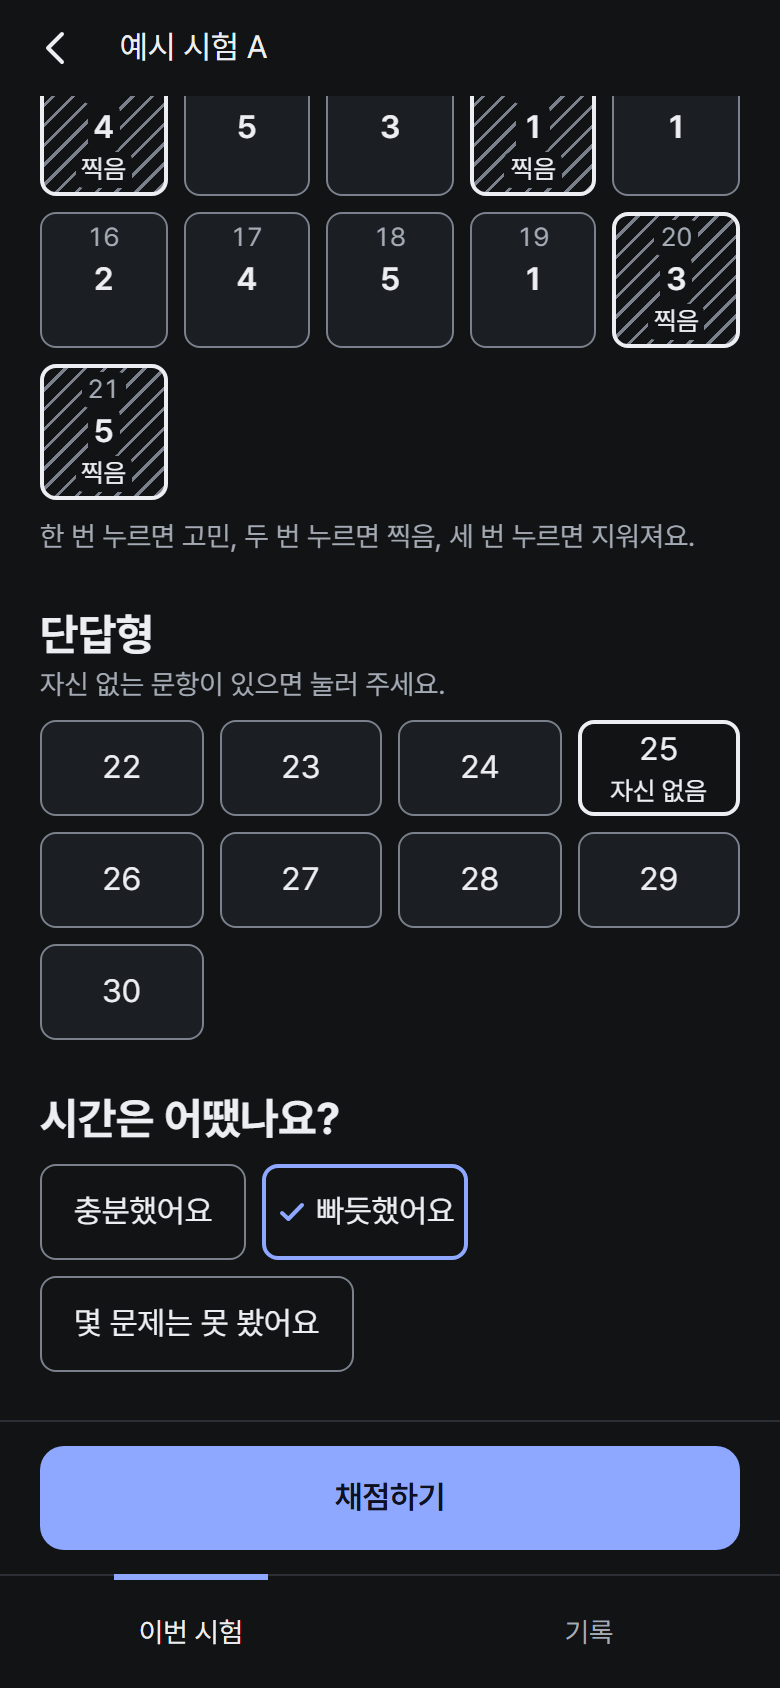 예시 시험 A
4 5 3 1 1
찍음 찍음
16 17 18 19 20
2 4 5 1 3
찍음
21
5
찍음
한 번 누르면 고민, 두 번 누르면 찍음, 세 번 누르면 지워져요.
단답형
자신 없는 문항이 있으면 눌러 주세요.
22 23 24 25
자신 없음
26 27 28 29
30
시간은 어땠나요?
충분했어요 빠듯했어요
몇 문제는 못 봤어요
채점하기
이번 시험 기록